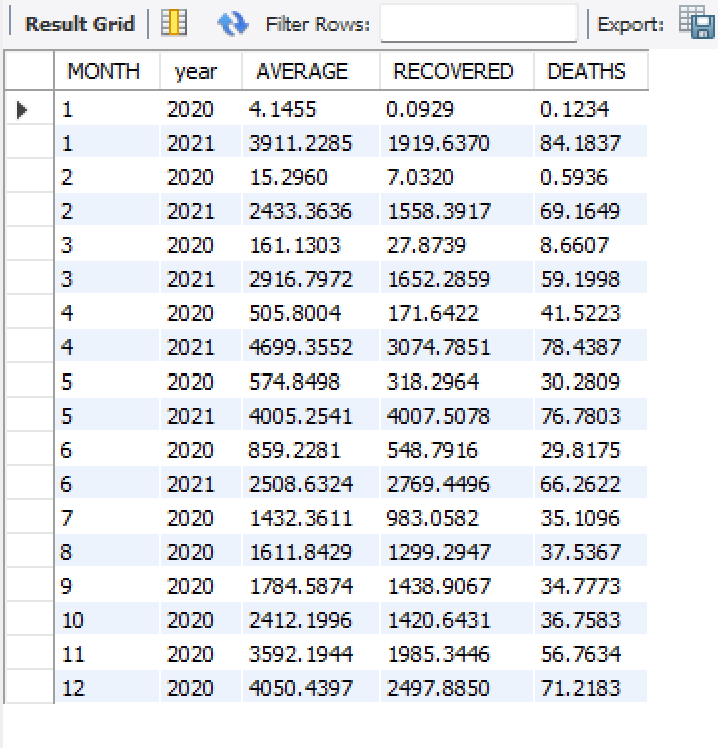 Result Grid Filter Rows: Export:
MONTH year AVERAGE RECOVERED DEATHS
1 2020 4.1455 0.0929 0.1234
1 2021 3911.2285 1919.6370 84.1837
2 2020 15.2960 7.0320 0.5936
2 2021 2433.3636 1558.3917 69.1649
3 2020 161.1303 27.8739 8.6607
3 2021 2916.7972 1652.2859 59.1998
4 2020 505.8004 171.6422 41.5223
4 2021 4699.3552 3074.7851 78.4387
5 2020 574.8498 318.2964 30.2809
5 2021 4005.2541 4007.5078 76.7803
6 2020 859.2281 548.7916 29.8175
6 2021 2508.6324 2769.4496 66.2622
7 2020 1432.3611 983.0582 35.1096
8 2020 1611.8429 1299.2947 37.5367
9 2020 1784.5874 1438.9067 34.7773
10 2020 2412.1996 1420.6431 36.7583
11 2020 3592.1944 1985.3446 56.7634
12 2020 4050.4397 2497.8850 71.2183